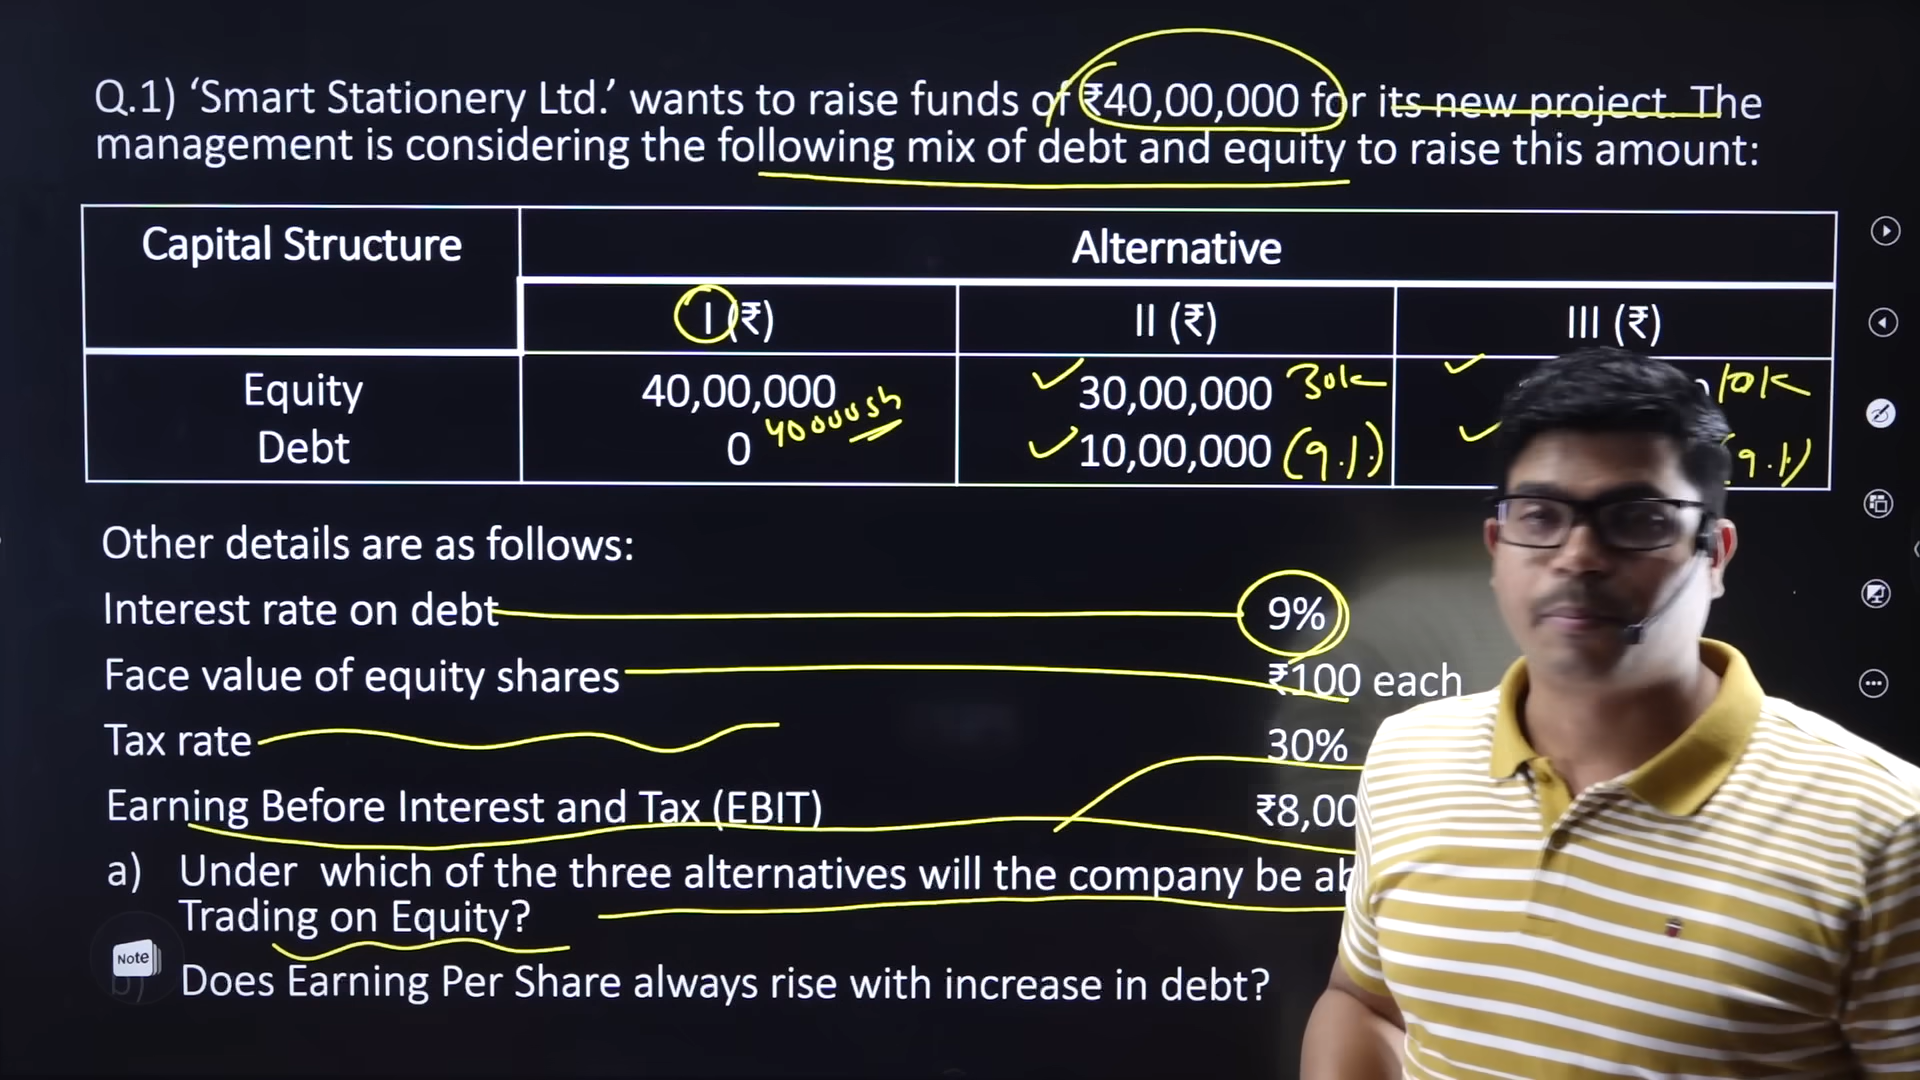 Q.1) ‘Smart Stationery Ltd.’ wants to raise funds of ₹40,00,000 for its new project. The
management is considering the following mix of debt and equity to raise this amount:
Capital Structure
Alternative
I (₹)
II (₹)
III (₹)
Equity
40,00,000
30,00,000
30k
10k
40000 sh
Debt
0
10,00,000
(9%)
9%)
Other details are as follows:
Interest rate on debt
9%
Face value of equity shares
₹100 each
Tax rate
30%
Earning Before Interest and Tax (EBIT)
₹8,00
a) Under which of the three alternatives will the company be
Trading on Equity?
Note
b) Does Earning Per Share always rise with increase in debt?